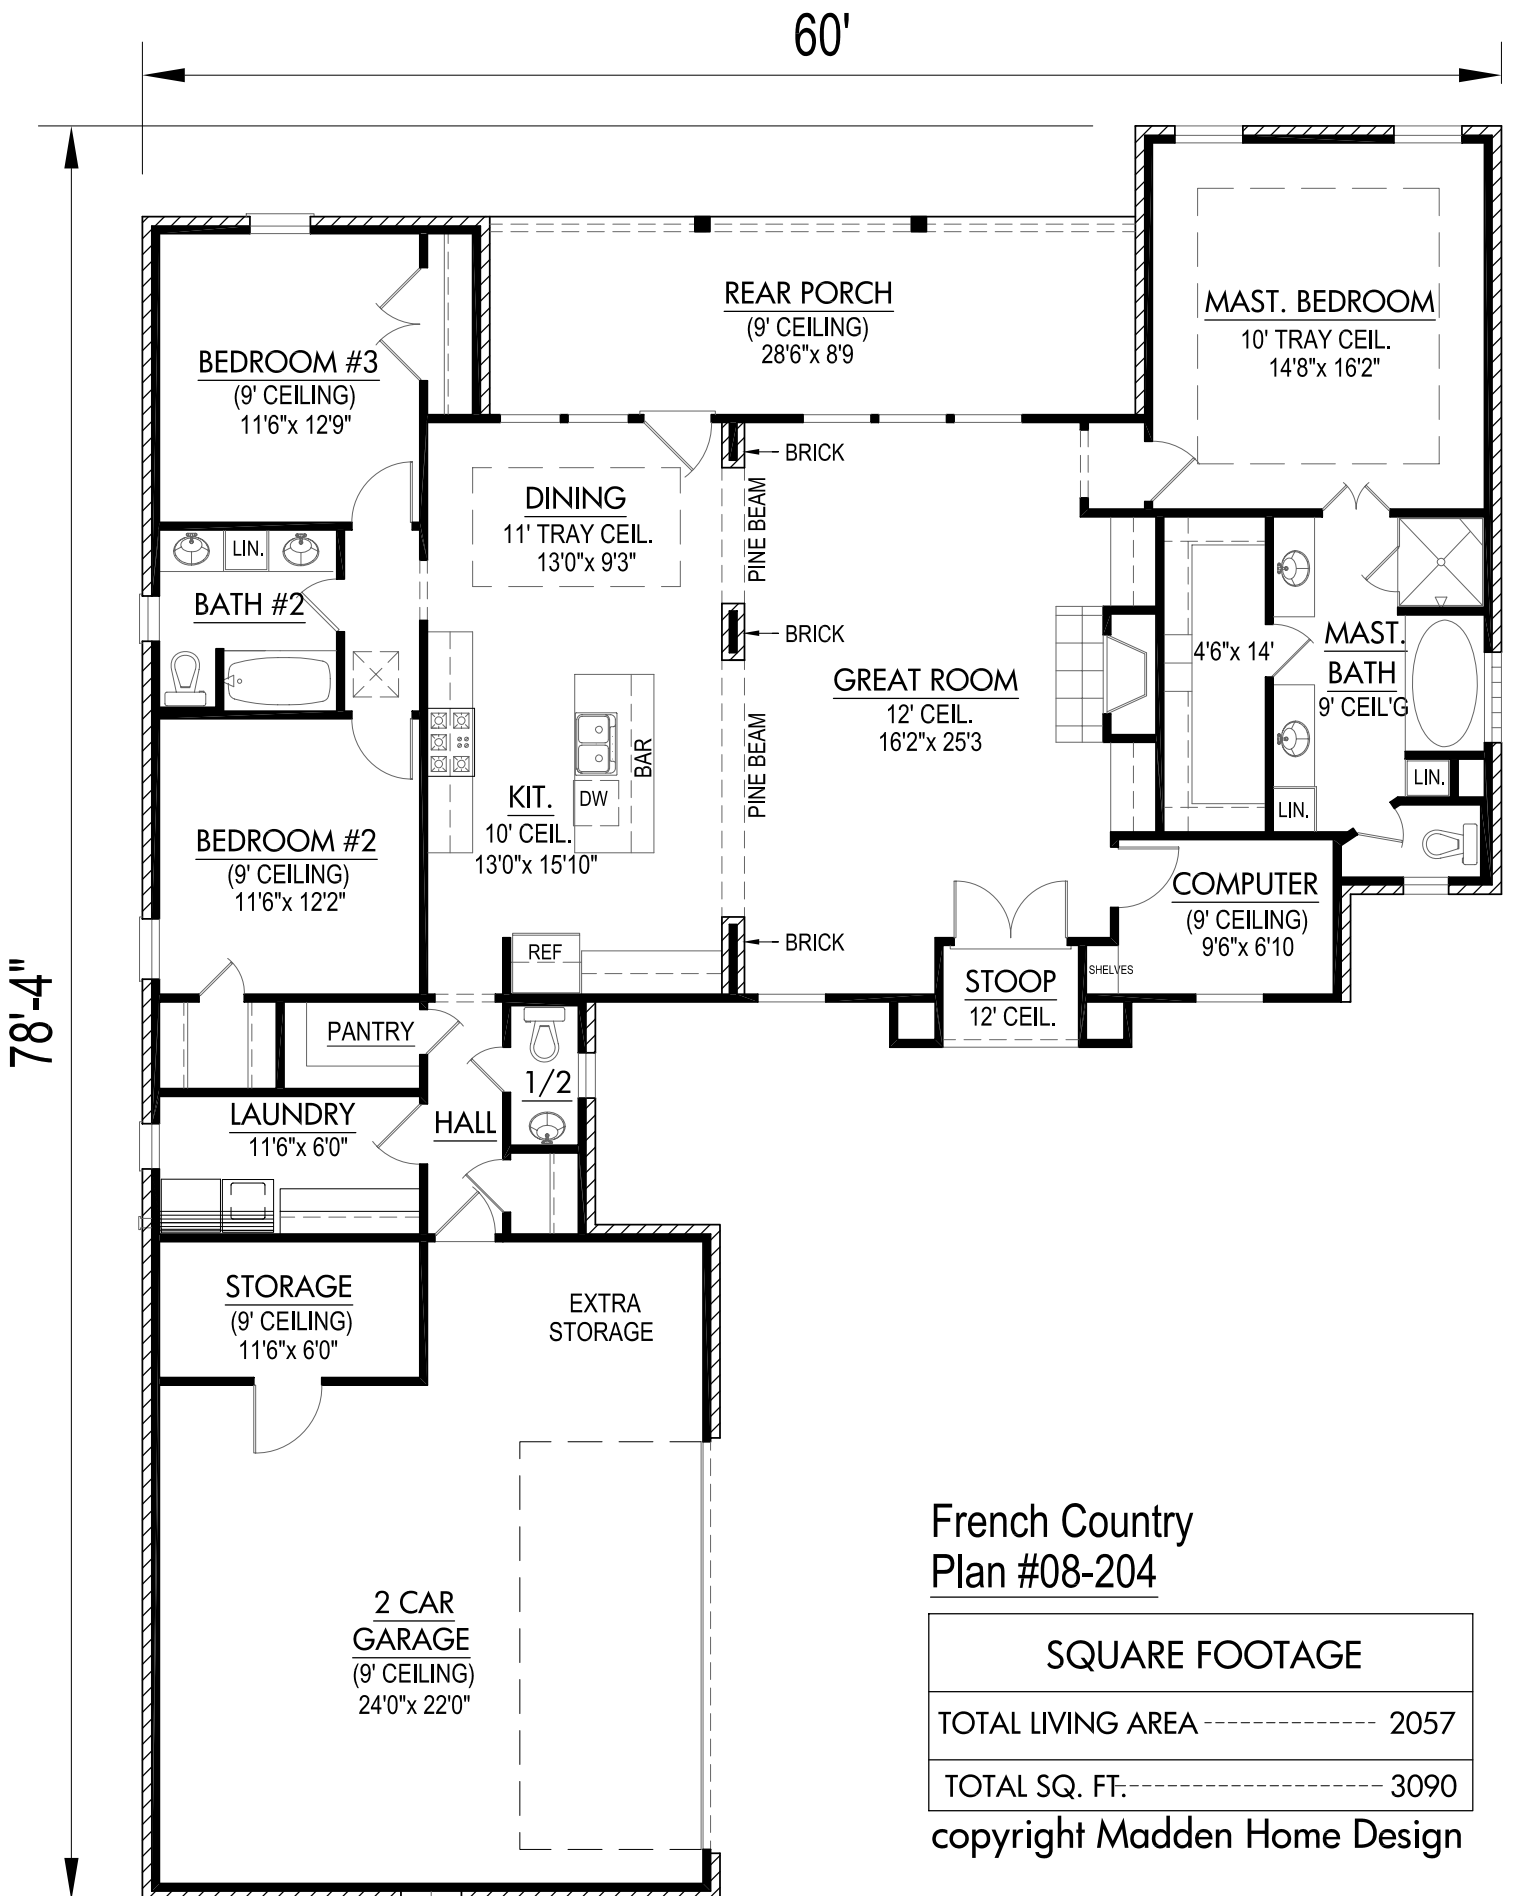 60'
78'-4"
REAR PORCH
(9' CEILING)
28'6"x 8'9
MAST. BEDROOM
10' TRAY CEIL.
14'8"x 16'2"
BEDROOM #3
(9' CEILING)
11'6"x 12'9"
BRICK
DINING
11' TRAY CEIL.
13'0"x 9'3"
PINE BEAM
LIN.
BATH #2
BRICK
MAST.
BATH
9' CEIL'G
4'6"x 14'
GREAT ROOM
12' CEIL.
16'2"x 25'3
PINE BEAM
BAR
DW
KIT.
10' CEIL.
13'0"x 15'10"
LIN.
LIN.
BEDROOM #2
(9' CEILING)
11'6"x 12'2"
COMPUTER
(9' CEILING)
9'6"x 6'10
REF
BRICK
SHELVES
STOOP
12' CEIL.
PANTRY
1/2
LAUNDRY
11'6"x 6'0"
HALL
STORAGE
(9' CEILING)
11'6"x 6'0"
EXTRA
STORAGE
2 CAR
GARAGE
(9' CEILING)
24'0"x 22'0"
French Country
Plan #08-204
SQUARE FOOTAGE
TOTAL LIVING AREA -------------- 2057
TOTAL SQ. FT.--------------------- 3090
copyright Madden Home Design